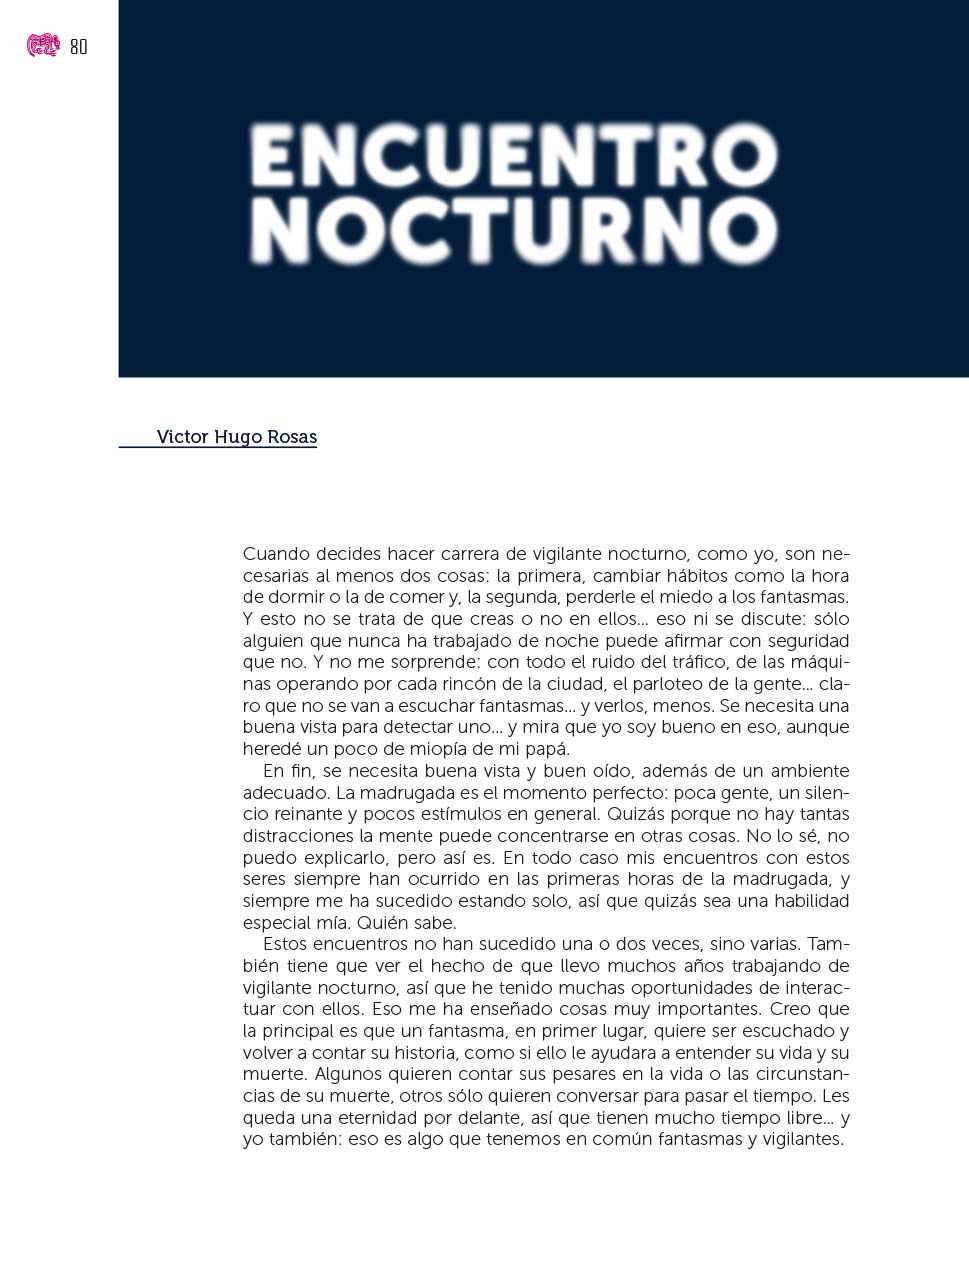 80
ENCUENTRO
NOCTURNO
Victor Hugo Rosas
Cuando decides hacer carrera de vigilante nocturno, como yo, son ne-
cesarias al menos dos cosas: la primera, cambiar hábitos como la hora
de dormir o la de comer y, la segunda, perderle el miedo a los fantasmas.
Y esto no se trata de que creas o no en ellos... eso ni se discute: sólo
alguien que nunca ha trabajado de noche puede afirmar con seguridad
que no. Y no me sorprende: con todo el ruido del tráfico, de las máqui-
nas operando por cada rincón de la ciudad, el parloteo de la gente... cla-
ro que no se van a escuchar fantasmas... y verlos, menos. Se necesita una
buena vista para detectar uno... y mira que yo soy bueno en eso, aunque
heredé un poco de miopía de mi papá.
En fin, se necesita buena vista y buen oído, además de un ambiente
adecuado. La madrugada es el momento perfecto: poca gente, un silen-
cio reinante y pocos estímulos en general. Quizás porque no hay tantas
distracciones la mente puede concentrarse en otras cosas. No lo sé, no
puedo explicarlo, pero así es. En todo caso mis encuentros con estos
seres siempre han ocurrido en las primeras horas de la madrugada, y
siempre me ha sucedido estando solo, así que quizás sea una habilidad
especial mía. Quién sabe.
Estos encuentros no han sucedido una o dos veces, sino varias. Tam-
bién tiene que ver el hecho de que llevo muchos años trabajando de
vigilante nocturno, así que he tenido muchas oportunidades de interac-
tuar con ellos. Eso me ha enseñado cosas muy importantes. Creo que
la principal es que un fantasma, en primer lugar, quiere ser escuchado y
volver a contar su historia, como si ello le ayudara a entender su vida y su
muerte. Algunos quieren contar sus pesares en la vida o las circunstan-
cias de su muerte, otros sólo quieren conversar para pasar el tiempo. Les
queda una eternidad por delante, así que tienen mucho tiempo libre... y
yo también: eso es algo que tenemos en común fantasmas y vigilantes.